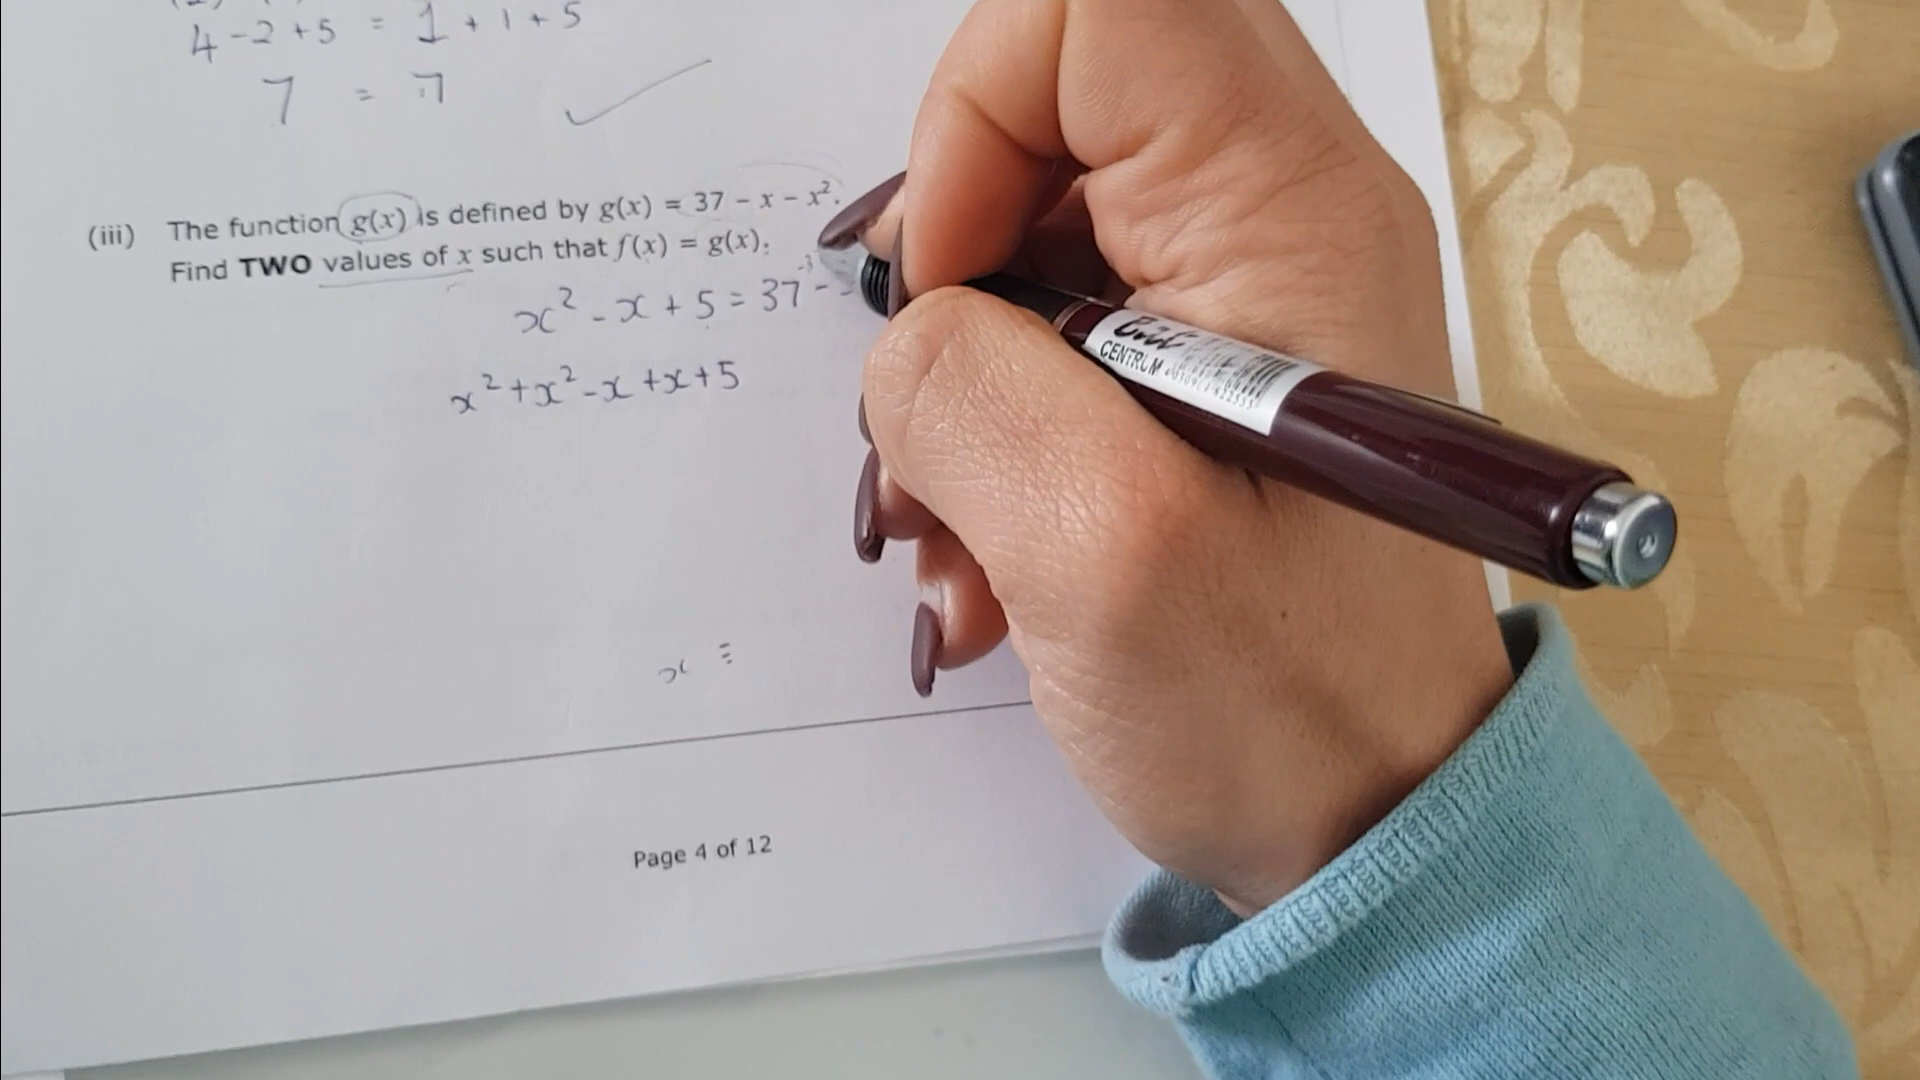 4 - 2 + 5 = 1 + 1 + 5
7 = 7
(iii) The function g(x) is defined by g(x) = 37 - x - x².
Find TWO values of x such that f(x) = g(x).
x² - x + 5 = 37 -
x² + x² - x + x + 5
x =
Page 4 of 12
CENTRUM